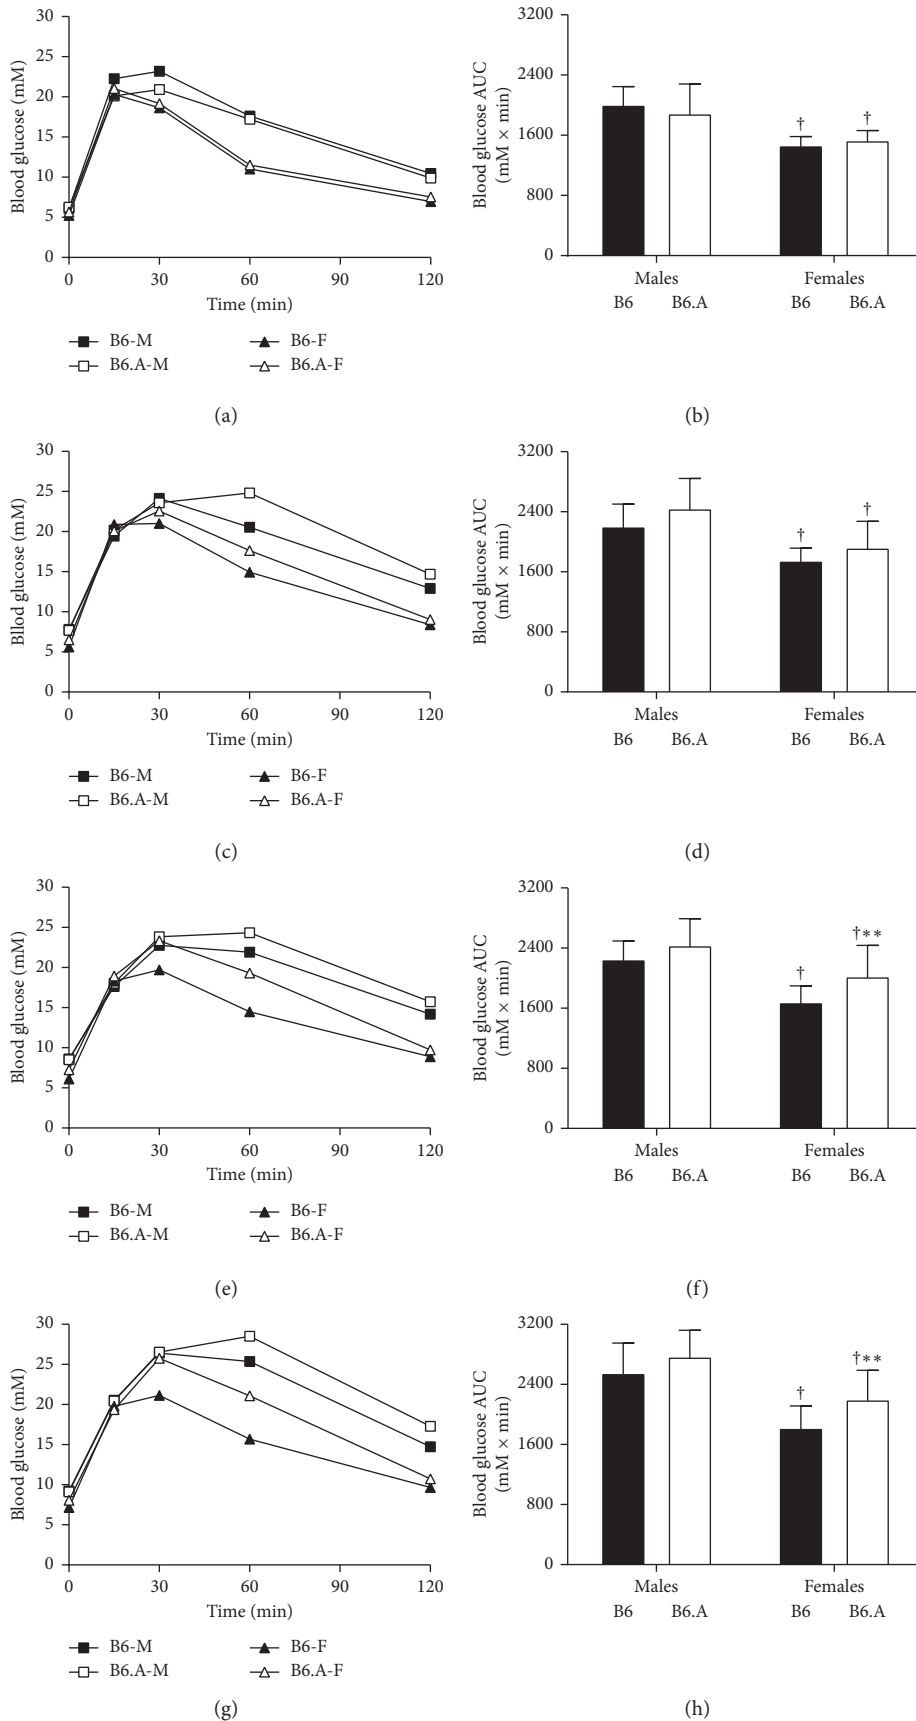 30
25
20
15
10
5
0
Blood glucose (mM)
0 30 60 90 120
Time (min)
B6-M B6-F
B6.A-M B6.A-F
(a)
3200
2400
1600
800
0
Blood glucose AUC
(mM × min)
† †
Males Females
B6 B6.A B6 B6.A
(b)
30
25
20
15
10
5
0
Bllod glucose (mM)
0 30 60 90 120
Time (min)
B6-M B6-F
B6.A-M B6.A-F
(c)
3200
2400
1600
800
0
Blood glucose AUC
(mM × min)
† †
Males Females
B6 B6.A B6 B6.A
(d)
30
25
20
15
10
5
0
Blood glucose (mM)
0 30 60 90 120
Time (min)
B6-M B6-F
B6.A-M B6.A-F
(e)
3200
2400
1600
800
0
Blood glucose AUC
(mM × min)
† †**
Males Females
B6 B6.A B6 B6.A
(f)
30
25
20
15
10
5
0
Blood glucose (mM)
0 30 60 90 120
Time (min)
B6-M B6-F
B6.A-M B6.A-F
(g)
3200
2400
1600
800
0
Blood glucose AUC
(mM × min)
† †**
Males Females
B6 B6.A B6 B6.A
(h)